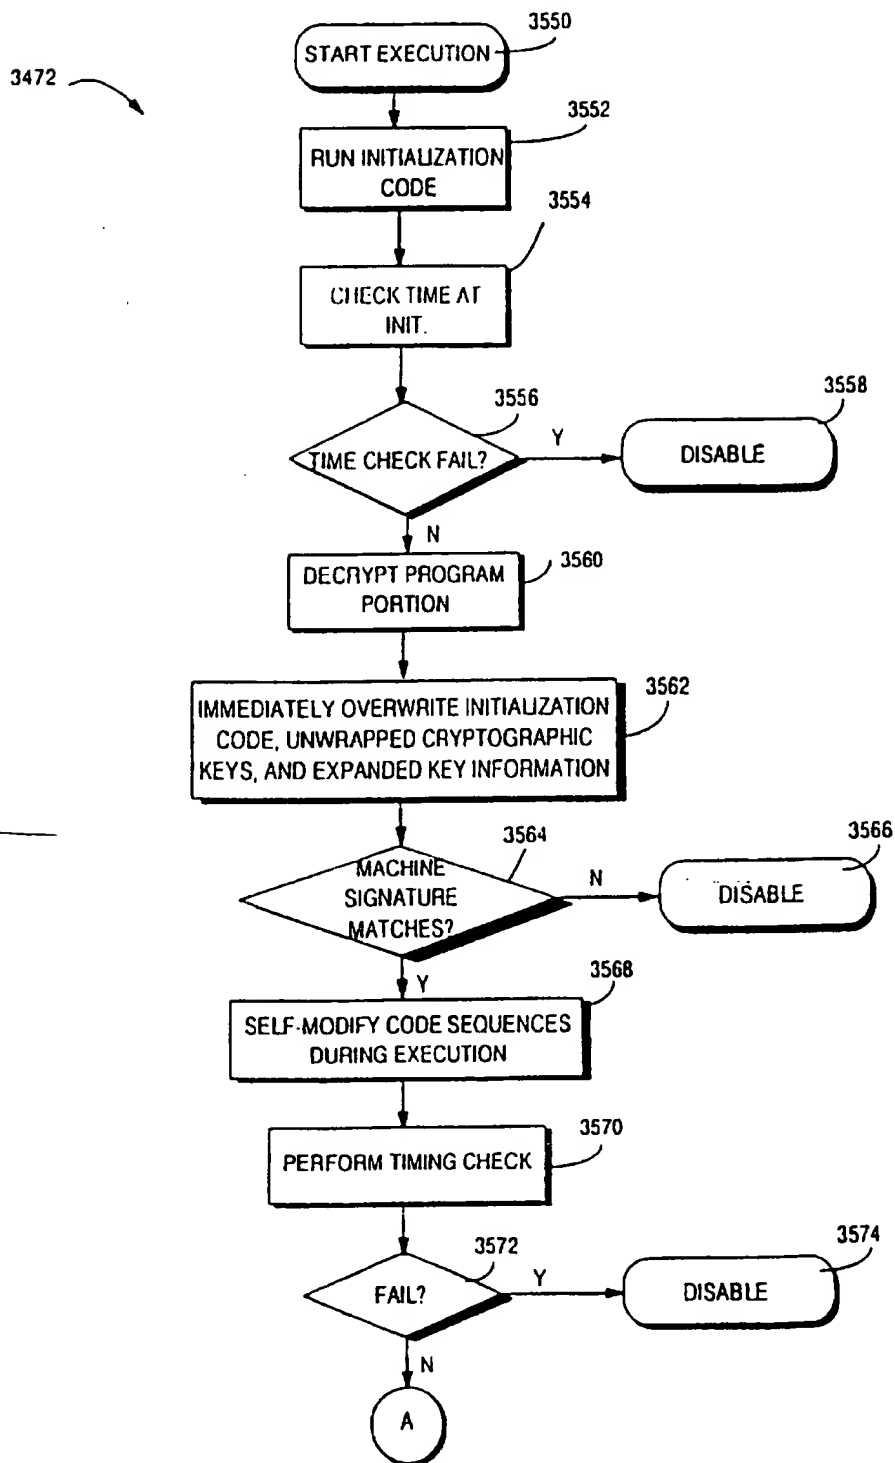 3550
START EXECUTION
3472
3552
RUN INITIALIZATION
CODE
3554
CHECK TIME AT
INIT.
3556
3558
TIME CHECK FAIL?
Y
DISABLE
N
3560
DECRYPT PROGRAM
PORTION
3562
IMMEDIATELY OVERWRITE INITIALIZATION
CODE, UNWRAPPED CRYPTOGRAPHIC
KEYS, AND EXPANDED KEY INFORMATION
3564
3566
MACHINE
SIGNATURE
MATCHES?
N
DISABLE
Y
3568
SELF-MODIFY CODE SEQUENCES
DURING EXECUTION
3570
PERFORM TIMING CHECK
3572
3574
FAIL?
Y
DISABLE
N
A